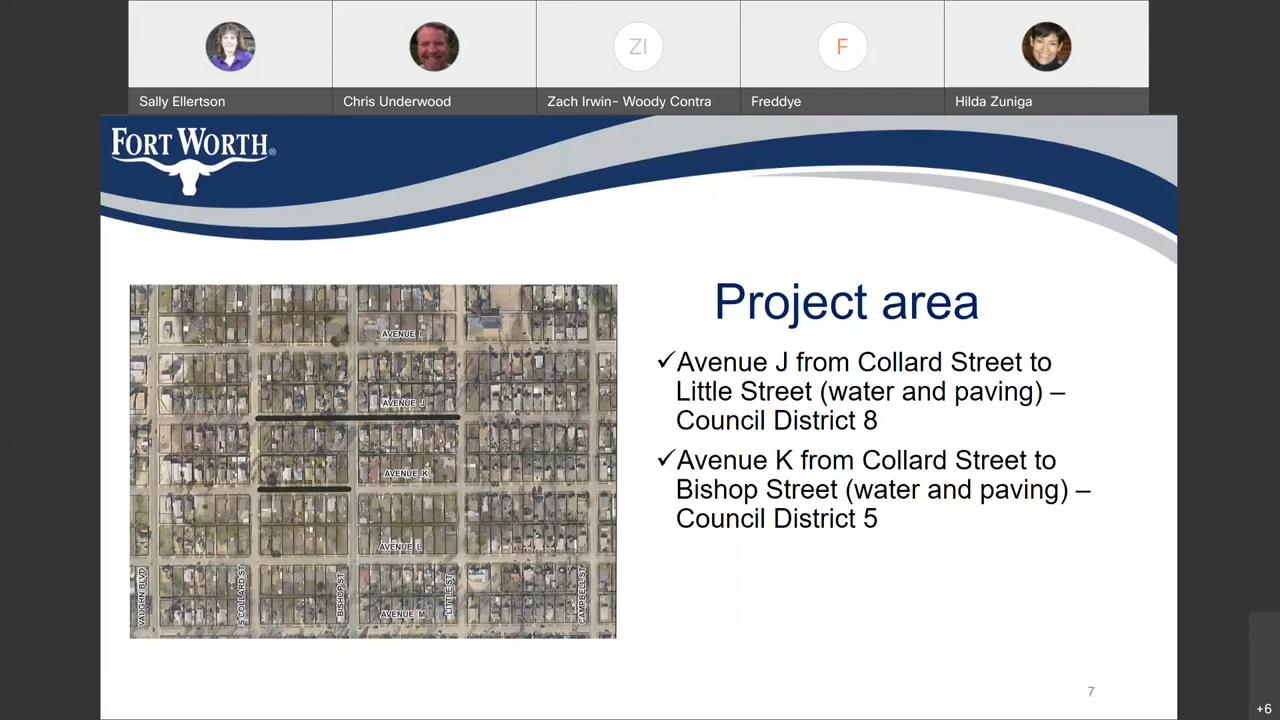 ZI
F
Sally Ellertson
Chris Underwood
Zach Irwin- Woody Contra
Freddye
Hilda Zuniga
FORT WORTH®
Project area
✓Avenue J from Collard Street to
Little Street (water and paving) –
Council District 8
✓Avenue K from Collard Street to
Bishop Street (water and paving) –
Council District 5
AVENUE I
AVENUE J
AVENUE K
AVENUE L
AVENUE M
VAUGHN BLVD
S COLLARD ST
BISHOP ST
LITTLE ST
CAMPBELL ST
7
+6